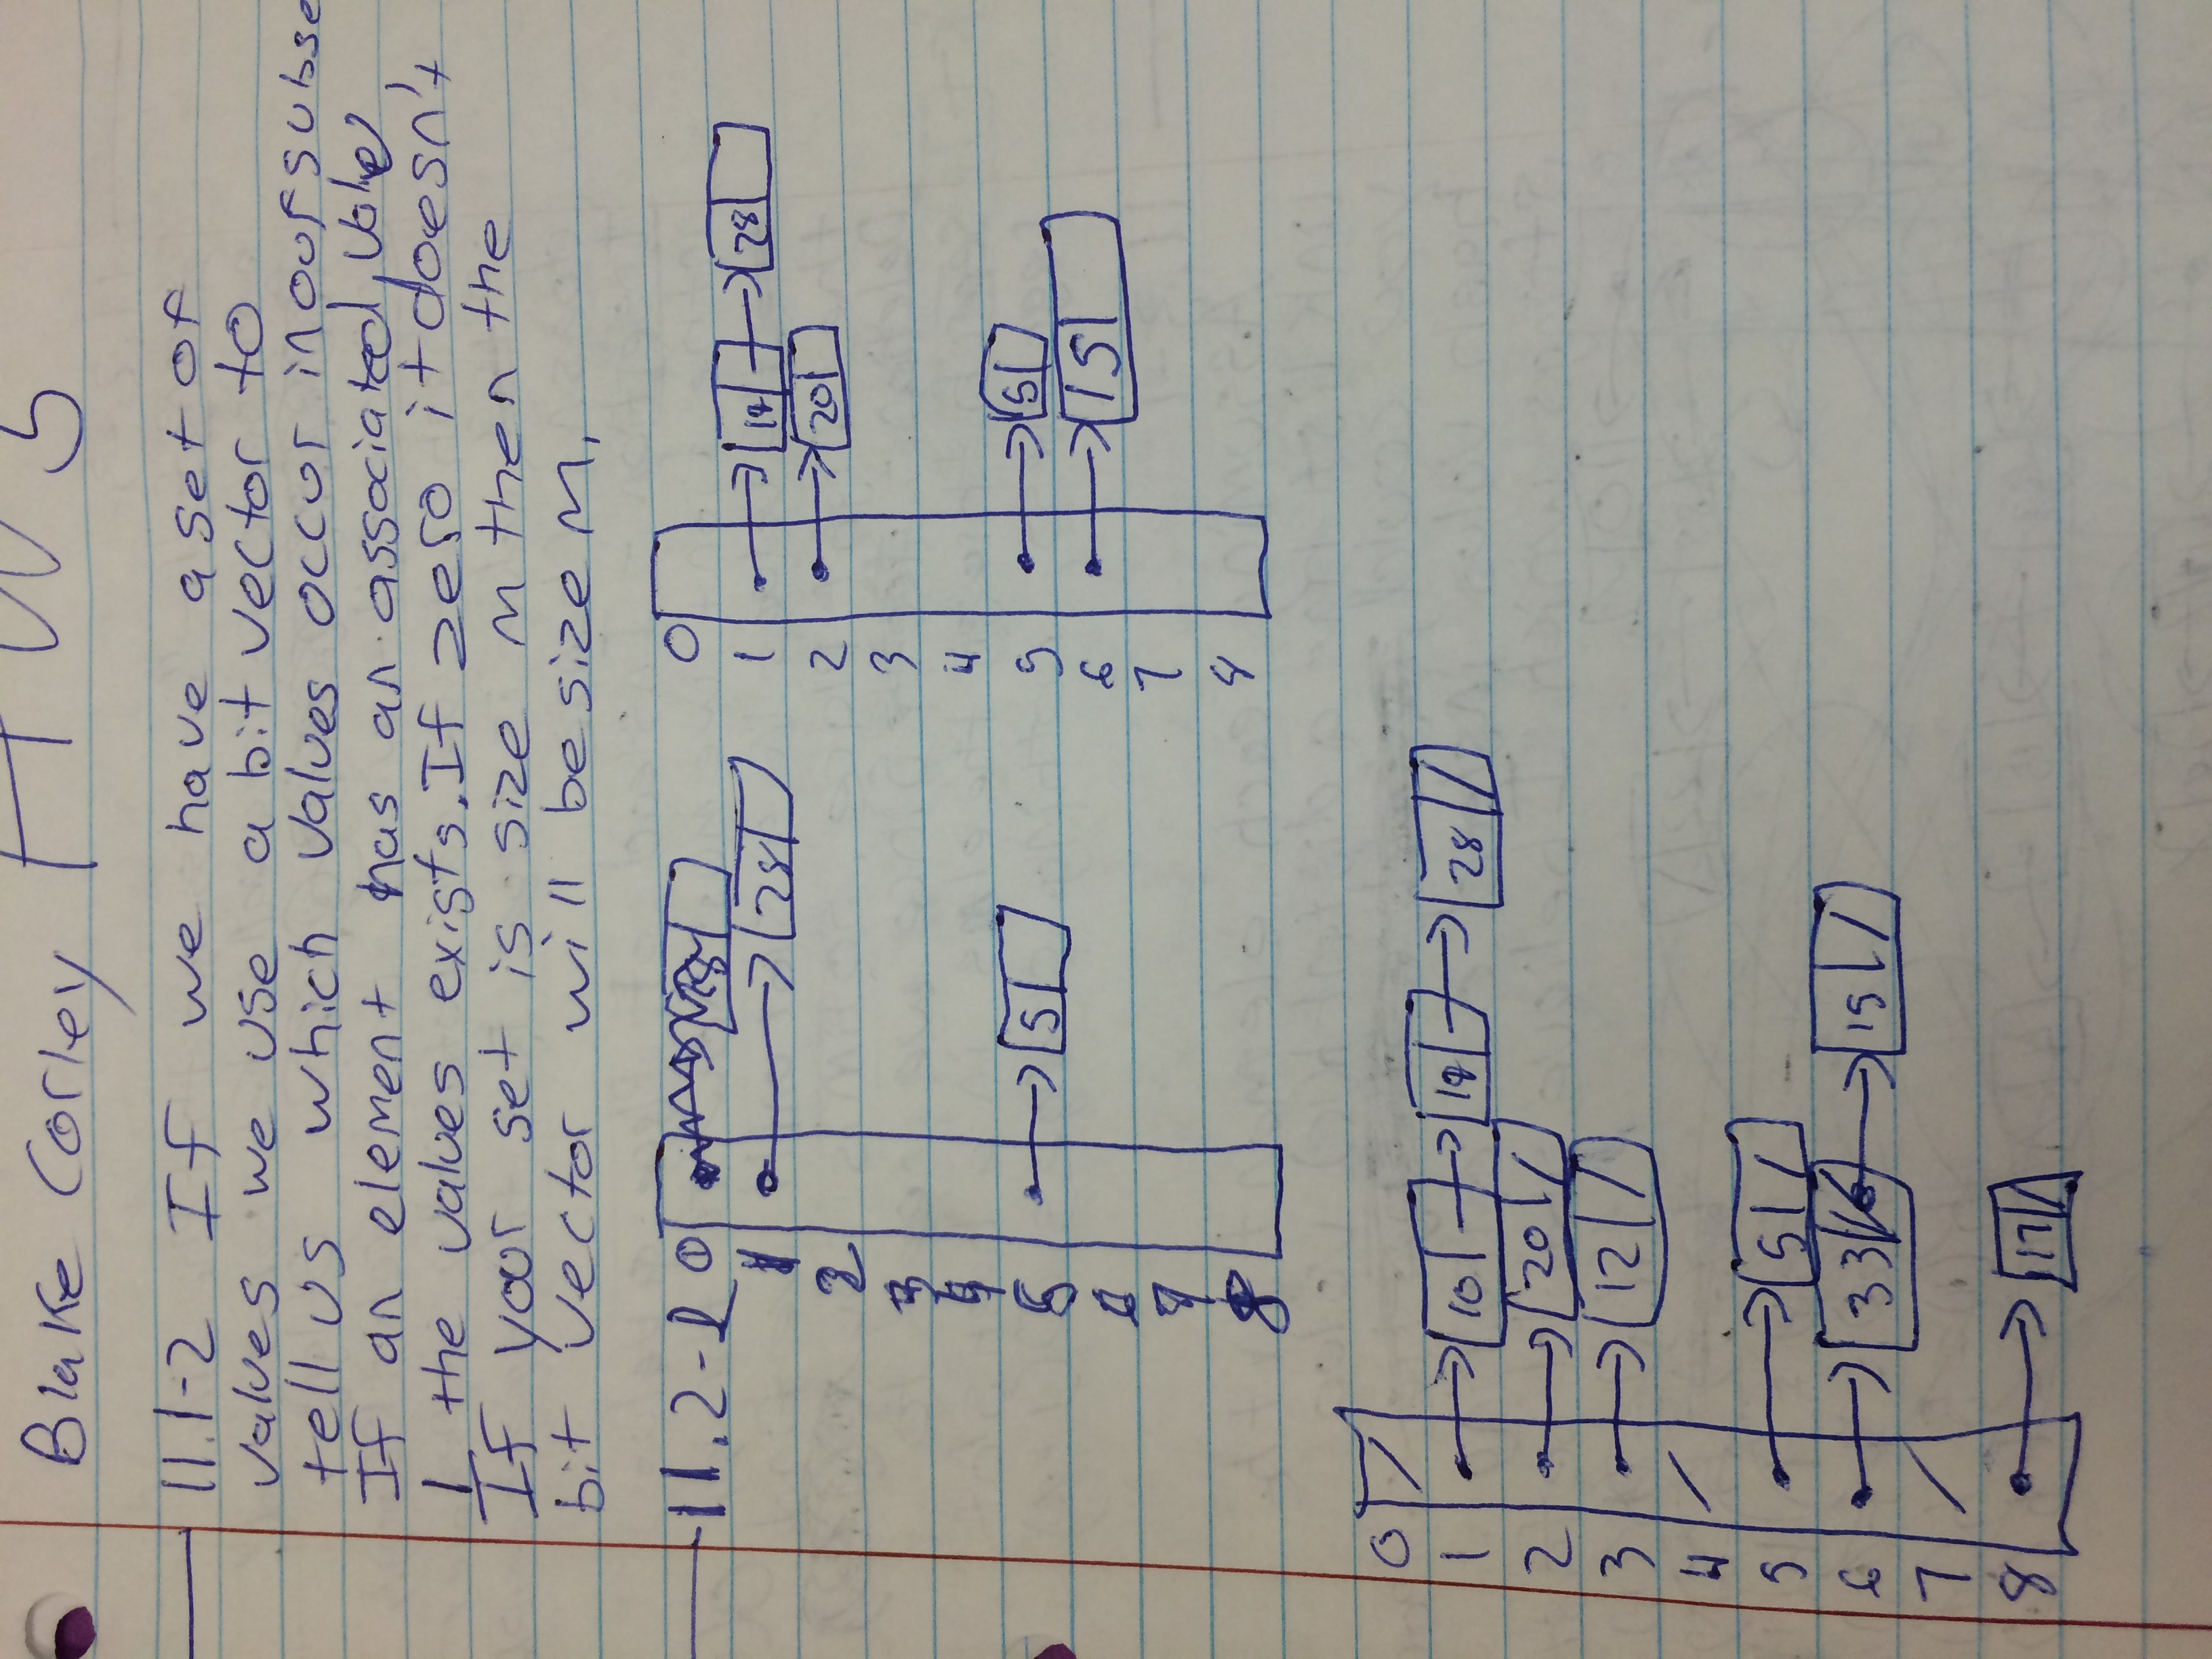 Blake Corley HW 5
11.1-2 If we have a set of
values we use a bit vector to
tell us which values occur in our subse
If an element has an associated value
1 the values exists. If zero it doesn't
If your set is size m then the
bit vector will be size m.
11.2-2
0
1 28
2
3
4
5 5
6
7
8
0
1 19 28
2 20
3
4
5 5
6 15
7
8
0 /
1 10 19 28 /
2 20 /
3 12 /
4 /
5 5 /
6 33 15 /
7 /
8 17 /